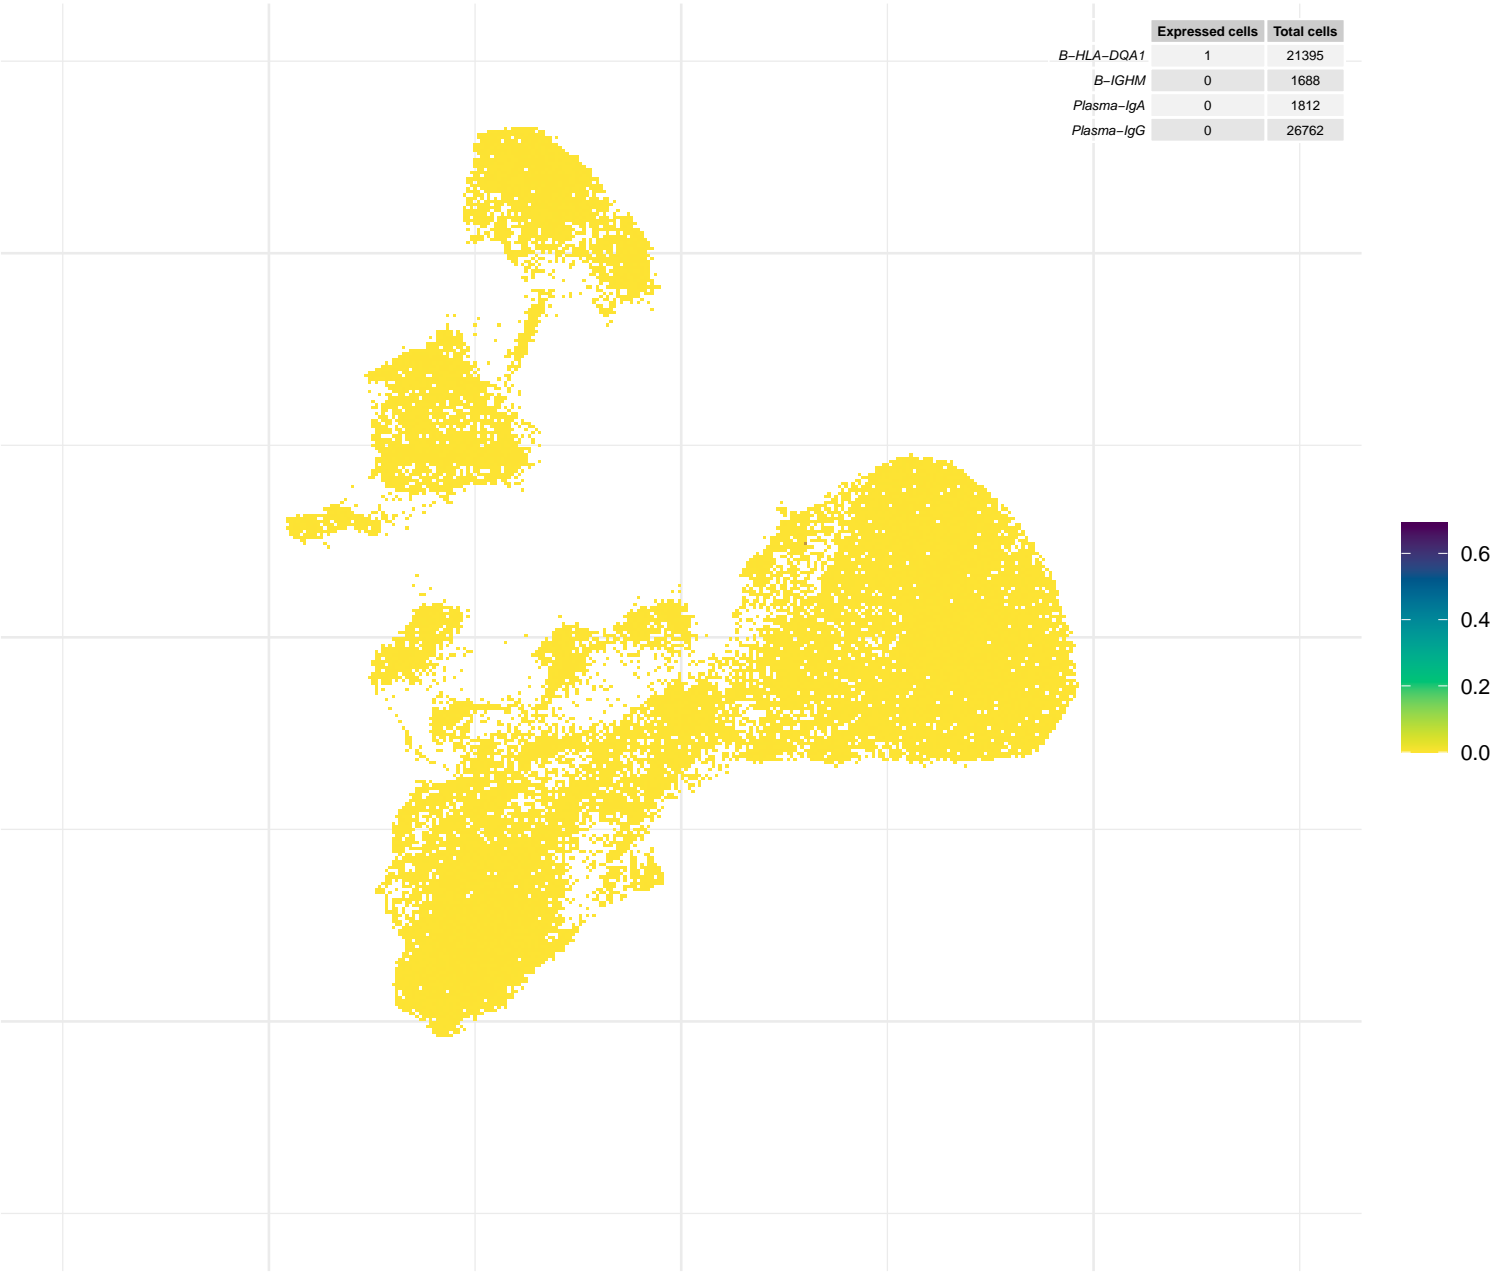 Expressed cells Total cells
B−HLA−DQA1 1 21395
B−IGHM 0 1688
Plasma−IgA 0 1812
Plasma−IgG 0 26762
0.6
0.4
0.2
0.0